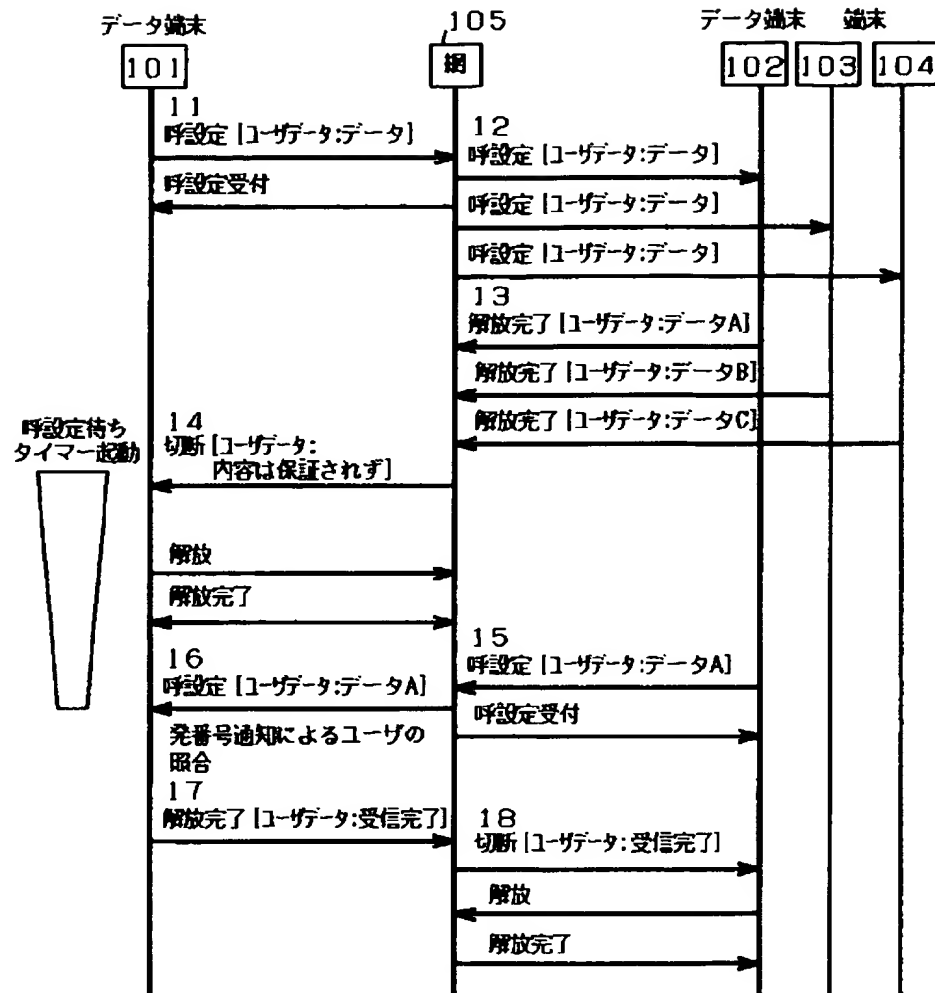 データ端末
105
データ端末
端末
101
網
102
103
104
11
呼設定[ユーザデータ:データ]
12
呼設定[ユーザデータ:データ]
呼設定受付
呼設定[ユーザデータ:データ]
呼設定[ユーザデータ:データ]
13
解放完了[ユーザデータ:データA]
解放完了[ユーザデータ:データB]
解放完了[ユーザデータ:データC]
呼設定待ち
タイマー起動
14
切断[ユーザデータ:
内容は保証されず]
解放
解放完了
15
呼設定[ユーザデータ:データA]
16
呼設定[ユーザデータ:データA]
呼設定受付
発番号通知によるユーザの
照合
17
解放完了[ユーザデータ:受信完了]
18
切断[ユーザデータ:受信完了]
解放
解放完了